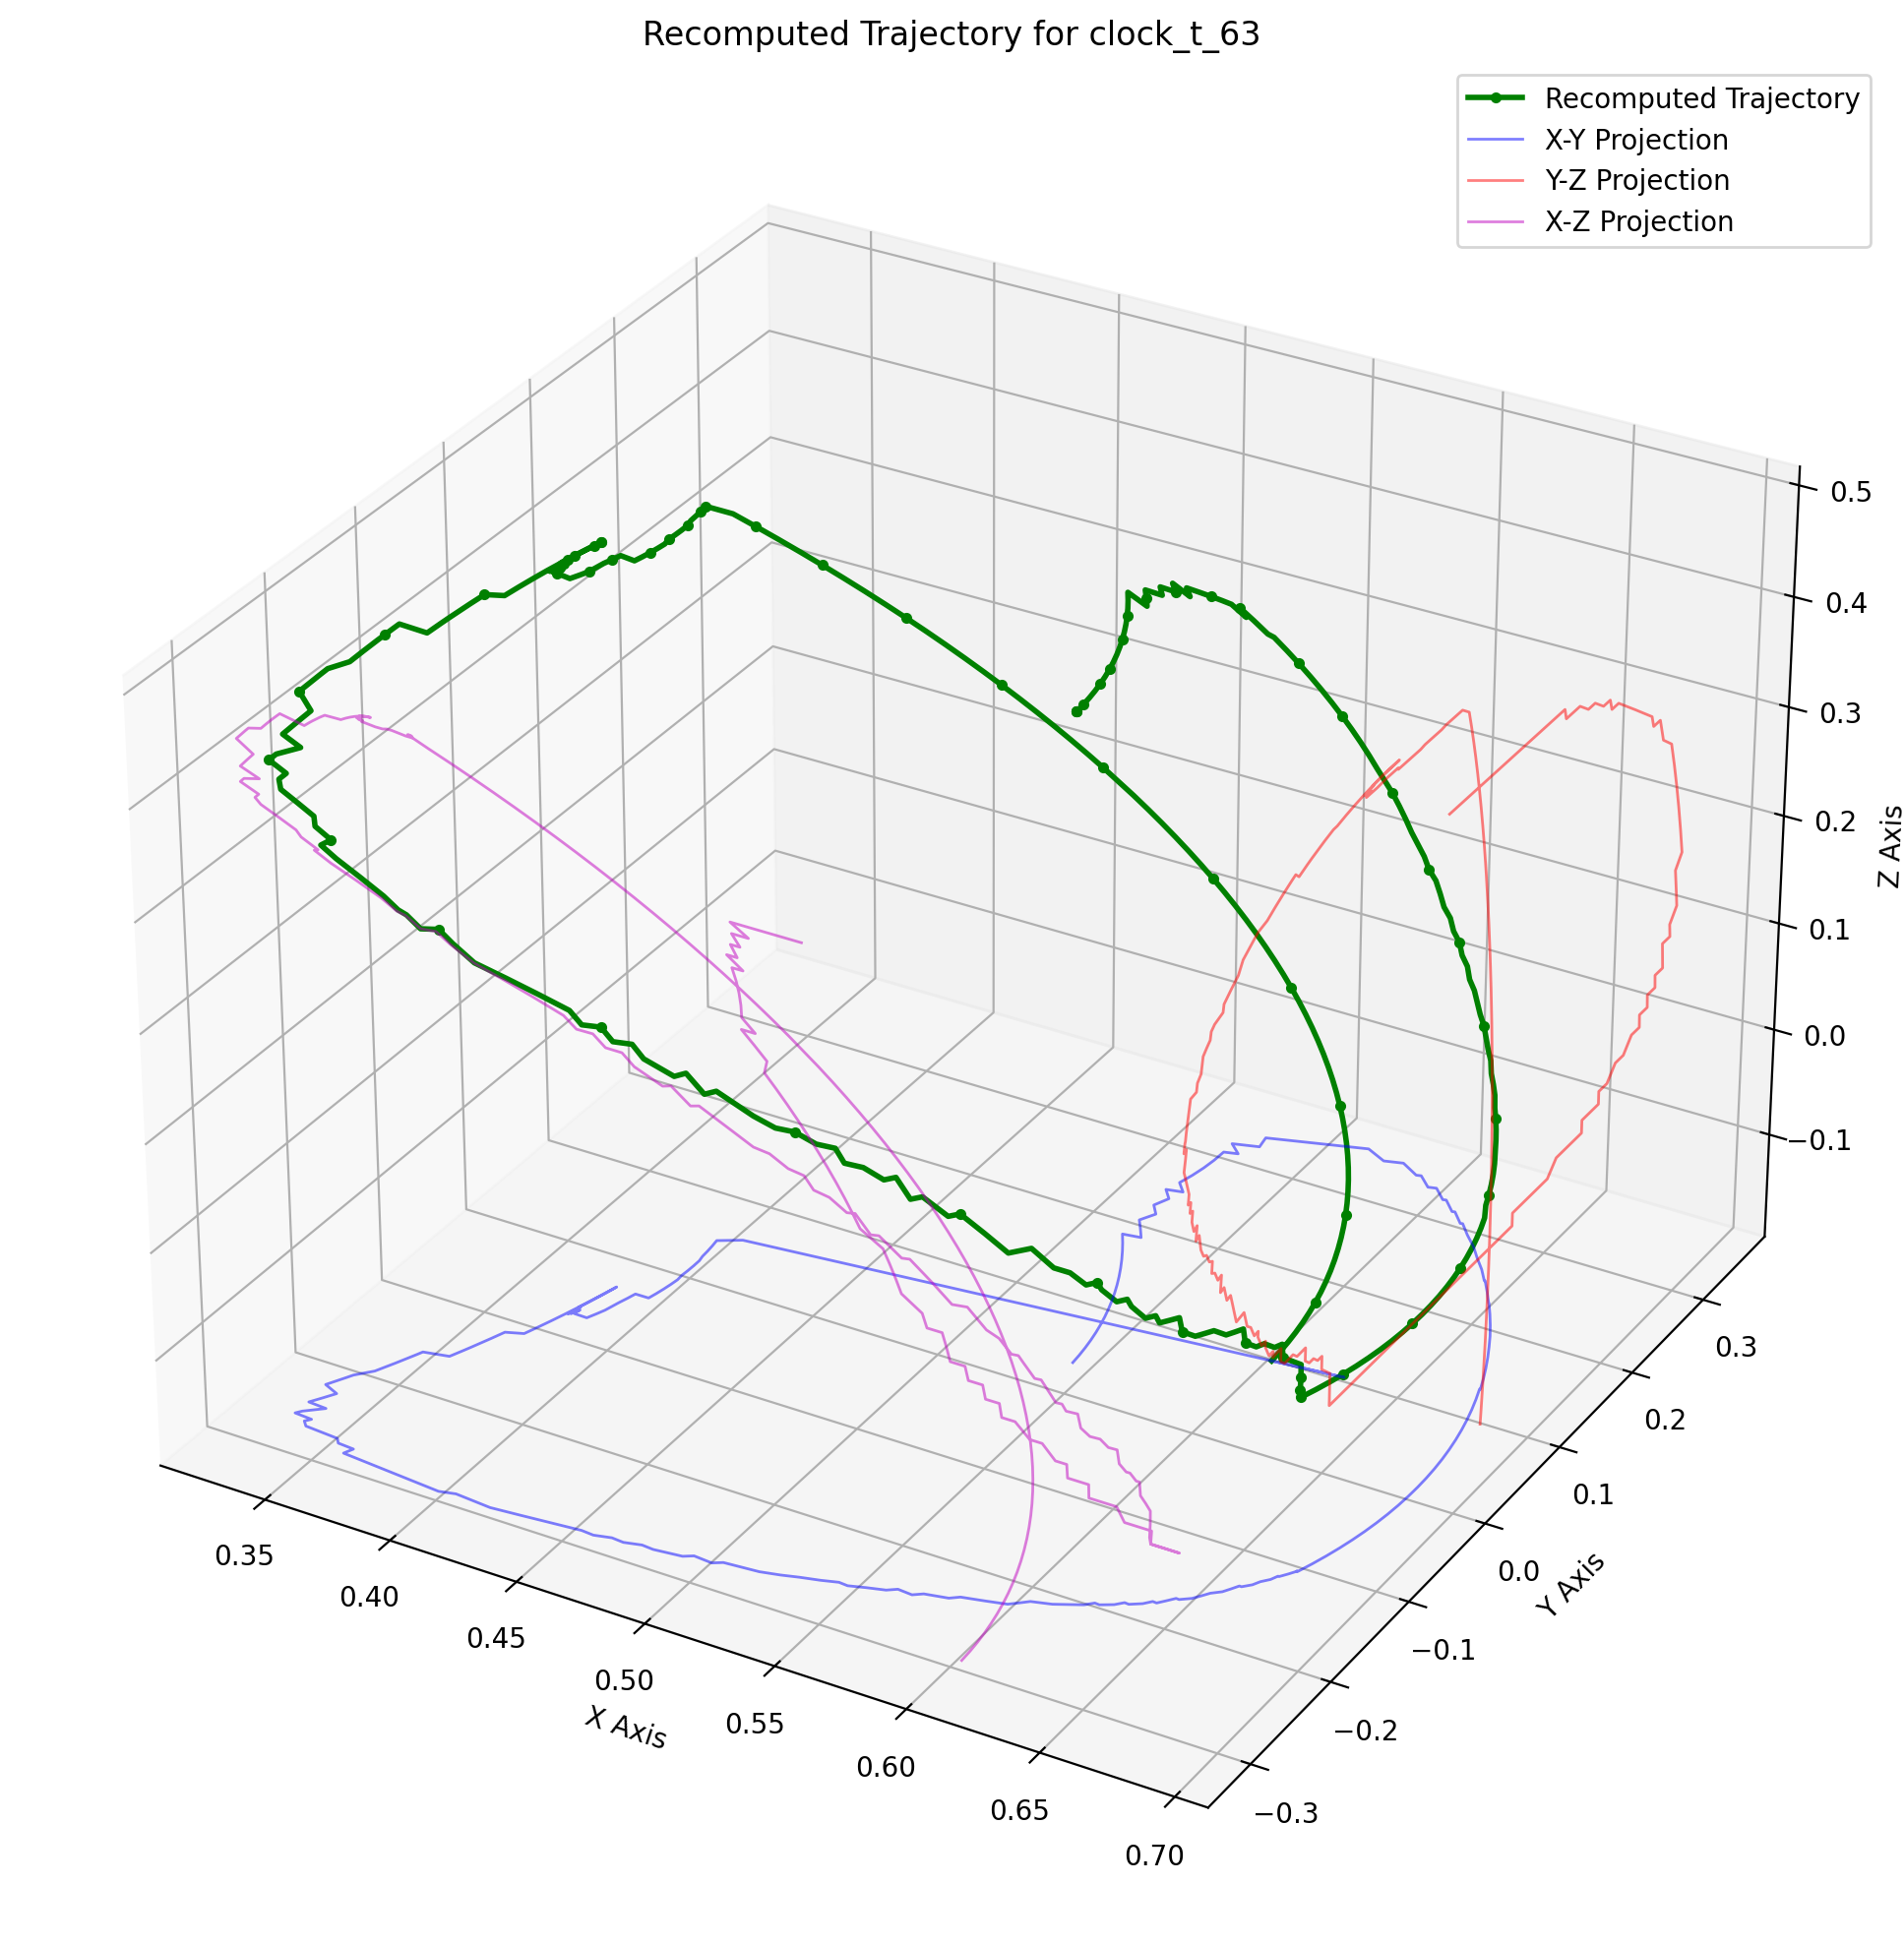 Recomputed Trajectory for clock_t_63
Recomputed Trajectory
X-Y Projection
Y-Z Projection
X-Z Projection
0.5
0.4
0.3
0.2
0.1
0.0
−0.1
Z Axis
0.3
0.2
0.1
0.0
−0.1
−0.2
−0.3
Y Axis
0.35
0.40
0.45
0.50
0.55
0.60
0.65
0.70
X Axis